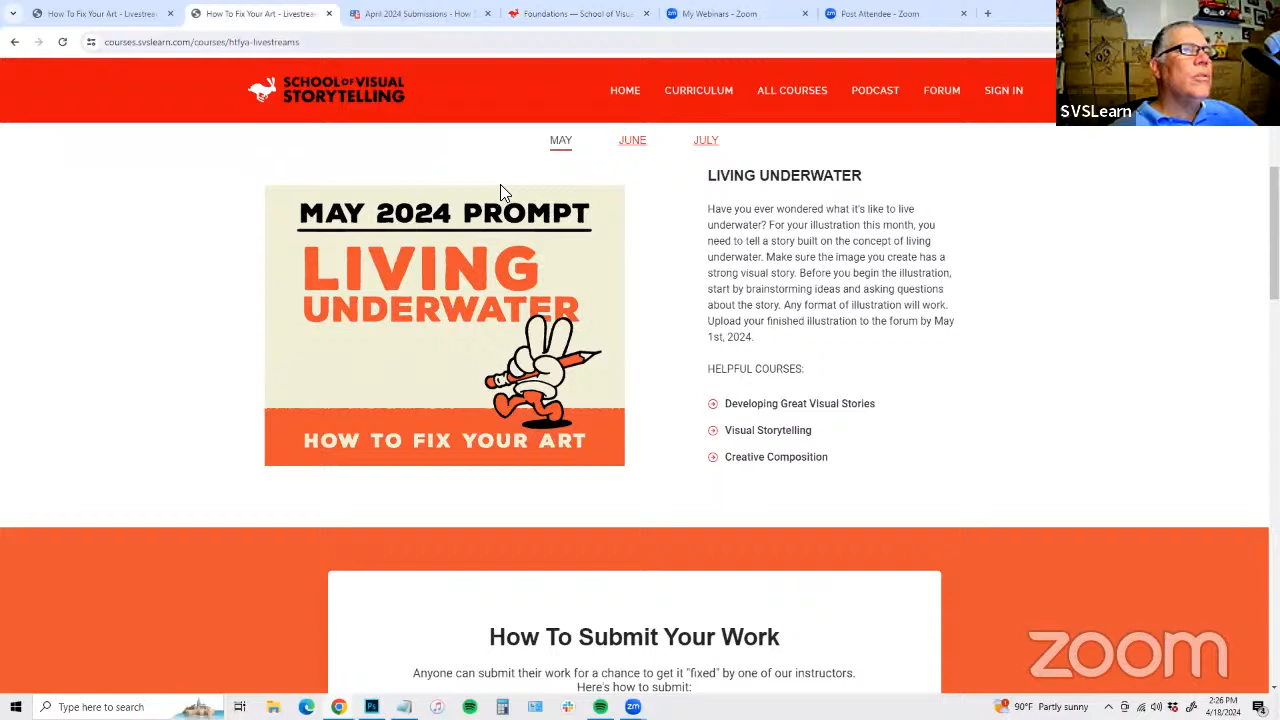 How To Fix Your Art - Livestrea
How To Fix Your Art - Livestrea
April 2024 Submissions - How T
Foundations — School of Visua
My Webinars - Zoom
Post Attendee - Zoom
courses.svslearn.com/courses/htfya-livestreams
SCHOOL OF VISUAL
STORYTELLING
HOME
CURRICULUM
ALL COURSES
PODCAST
FORUM
SIGN IN
SVSLearn
MAY
JUNE
JULY
MAY 2024 PROMPT
LIVING
UNDERWATER
HOW TO FIX YOUR ART
LIVING UNDERWATER
Have you ever wondered what it's like to live
underwater? For your illustration this month, you
need to tell a story built on the concept of living
underwater. Make sure the image you create has a
strong visual story. Before you begin the illustration,
start by brainstorming ideas and asking questions
about the story. Any format of illustration will work.
Upload your finished illustration to the forum by May
1st, 2024.
HELPFUL COURSES:
Developing Great Visual Stories
Visual Storytelling
Creative Composition
How To Submit Your Work
Anyone can submit their work for a chance to get it "fixed" by one of our instructors.
Here's how to submit:
zoom
Type here to search
Ps
zm
90°F Partly sunny
2:26 PM
4/18/2024